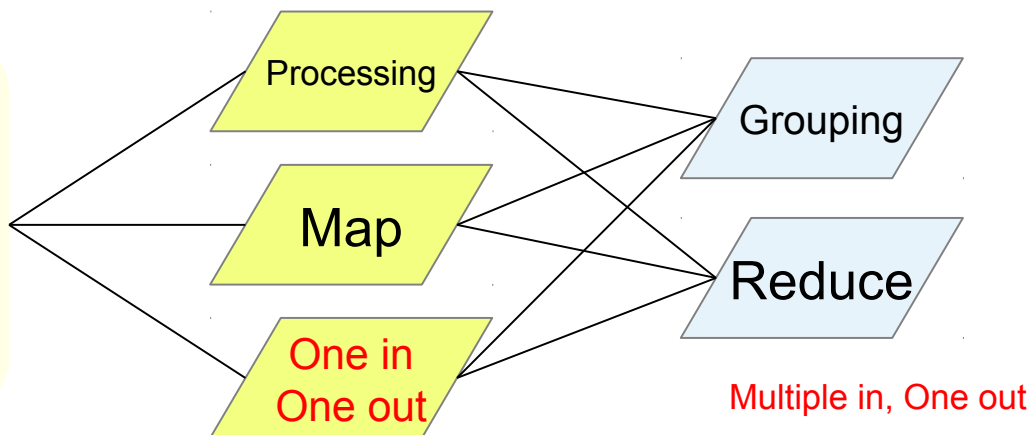 Processing
Map
One in
One out
Grouping
Reduce
Multiple in, One out